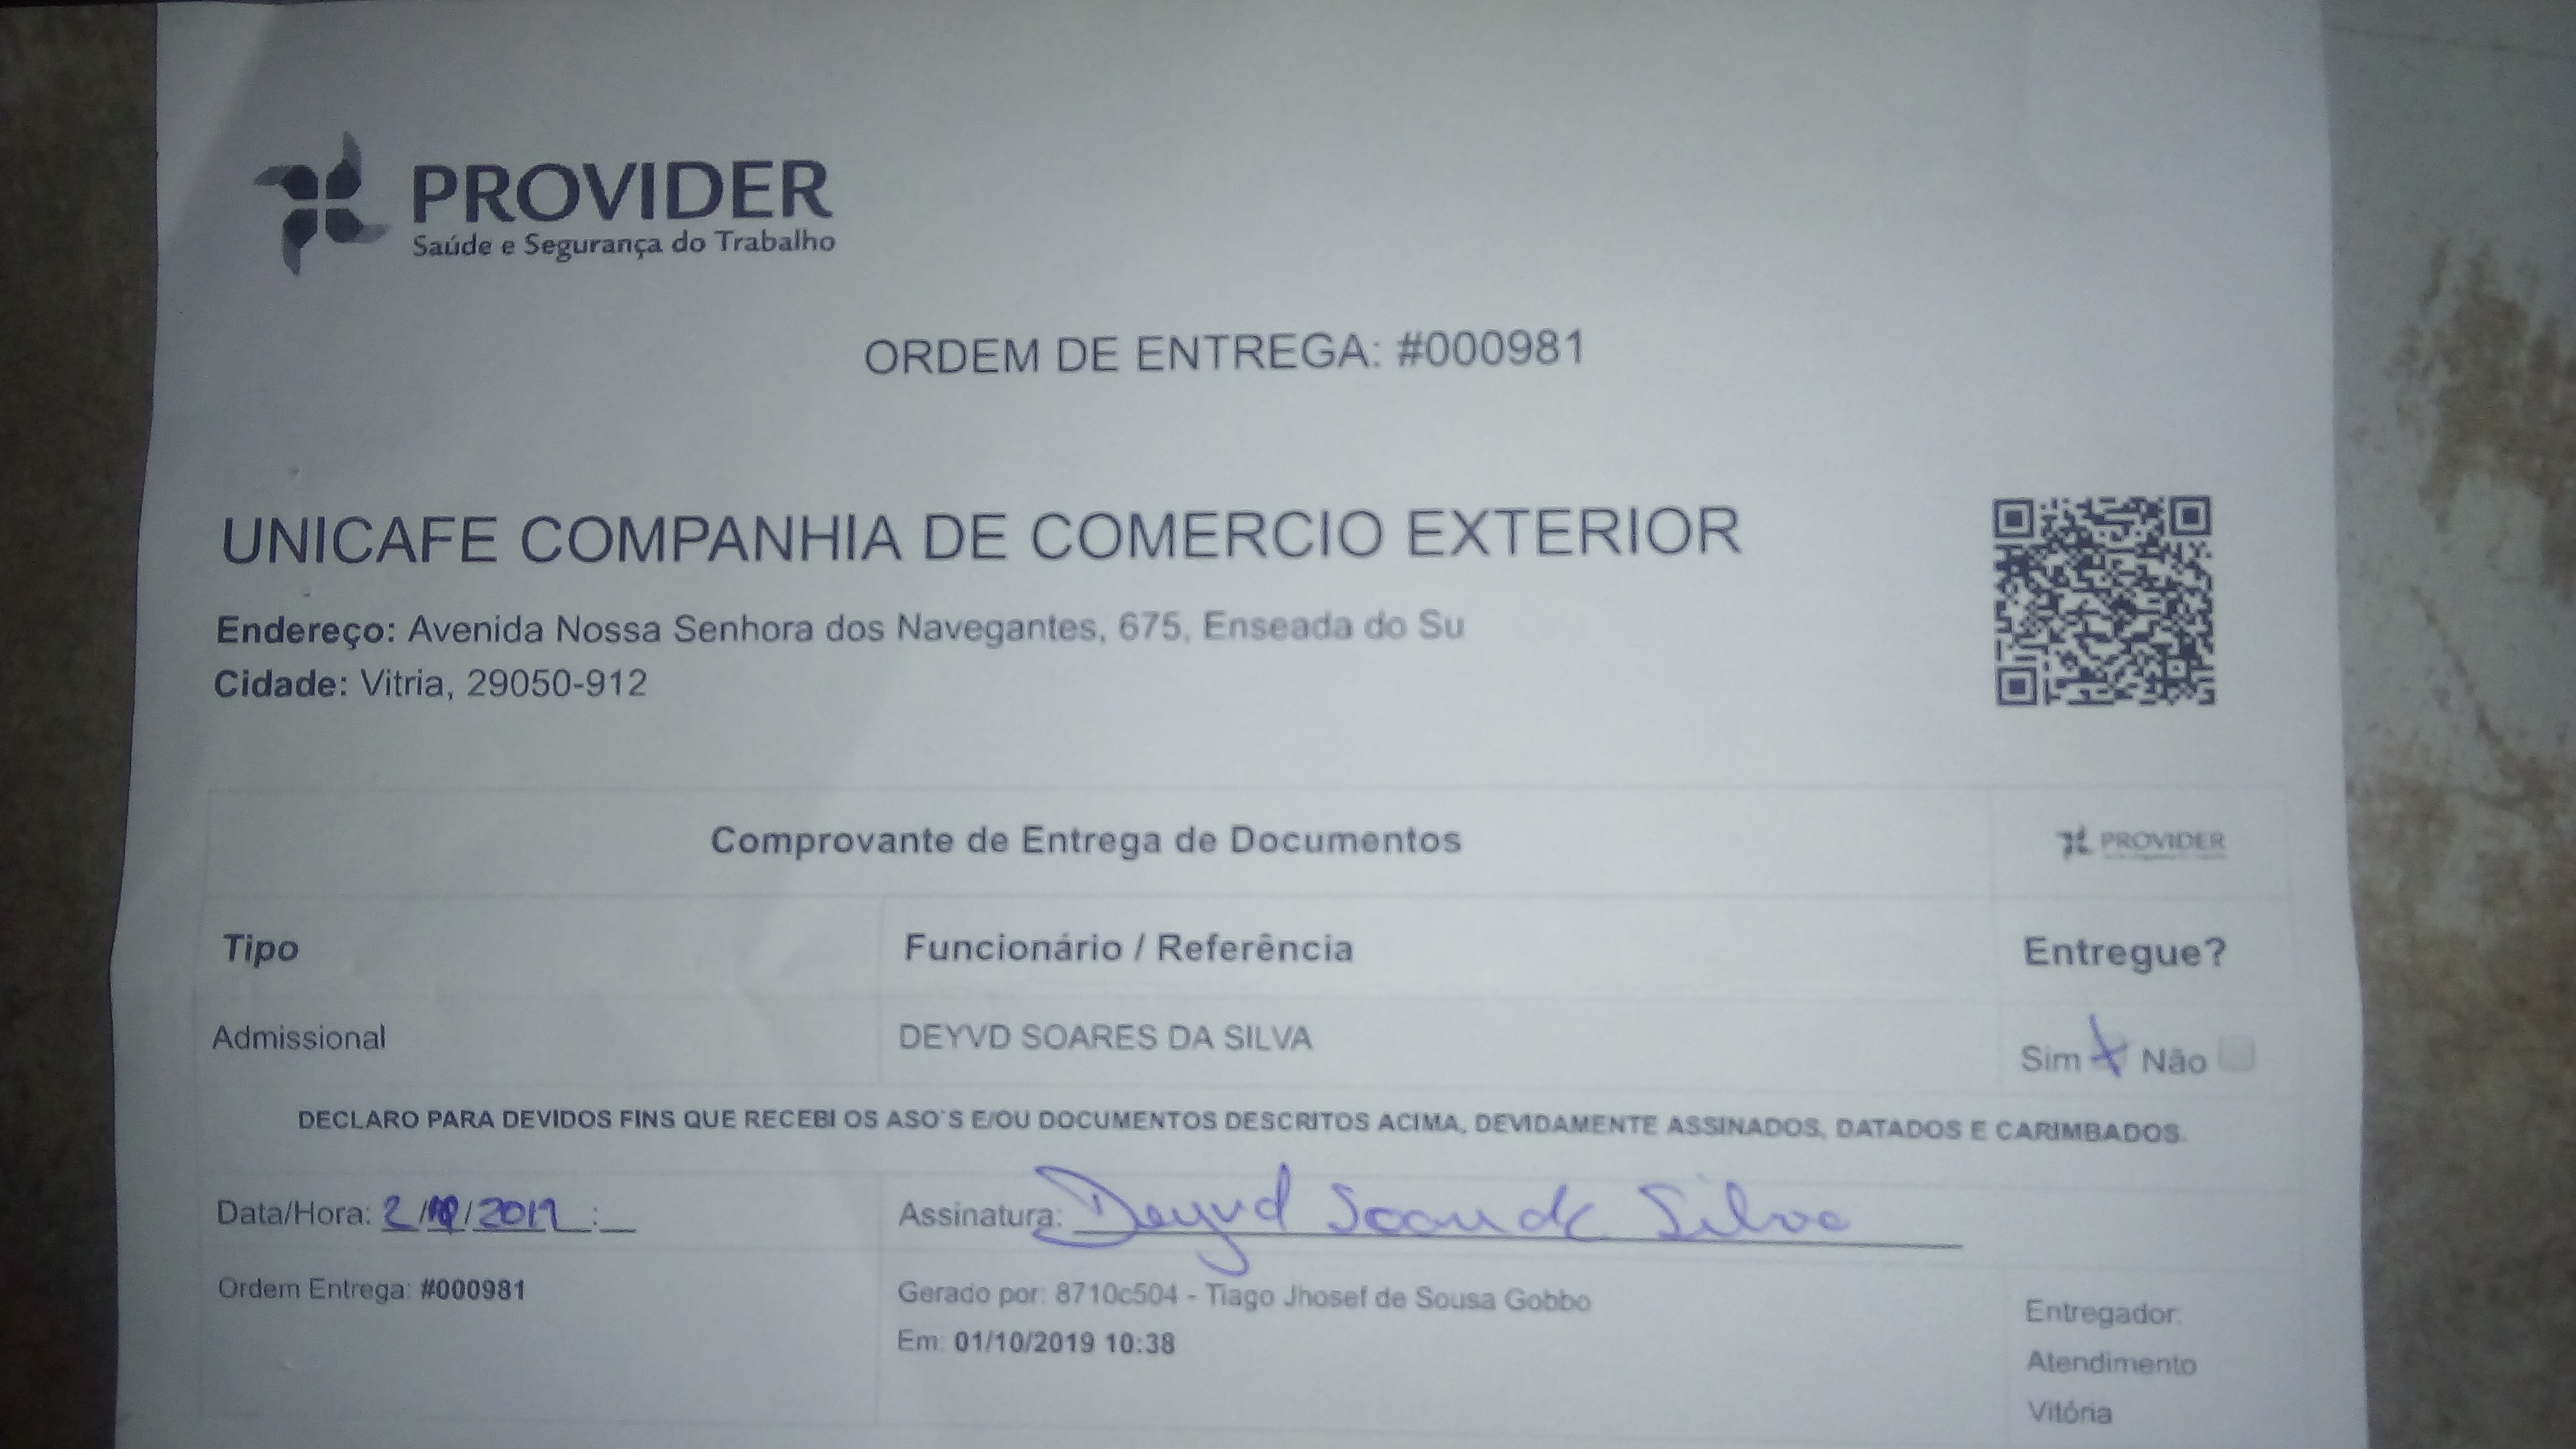 PROVIDER
Saúde e Segurança do Trabalho
ORDEM DE ENTREGA: #000981
UNICAFE COMPANHIA DE COMERCIO EXTERIOR
Endereço: Avenida Nossa Senhora dos Navegantes, 675, Enseada do Su
Cidade: Vitria, 29050-912
Comprovante de Entrega de Documentos
PROVIDER
Tipo
Funcionário / Referência
Entregue?
Admissional
DEYVD SOARES DA SILVA
Sim Não
DECLARO PARA DEVIDOS FINS QUE RECEBI OS ASO'S E/OU DOCUMENTOS DESCRITOS ACIMA, DEVIDAMENTE ASSINADOS, DATADOS E CARIMBADOS.
Data/Hora: 2/10/2019 __:__
Assinatura: Deyvd Soares da Silva
Ordem Entrega: #000981
Gerado por: 8710c504 - Tiago Jhosef de Sousa Gobbo
Em: 01/10/2019 10:38
Entregador:
Atendimento
Vitória